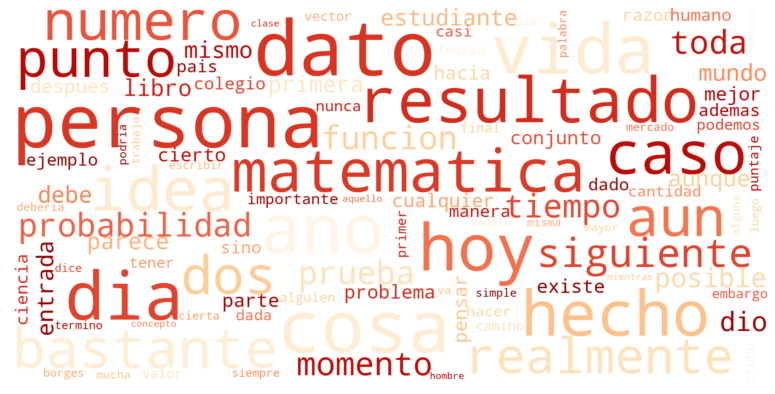 numero
dato
vida
clase
vector
estudiante
casi
razon
humano
palabra
usar
punto
mismo
pais
toda
despues
libro
colegio
primera
hacia
teoria
mundo
persona
nunca
resultado
mejor
ademas
podemos
ejemplo
podria
trabajo
cierto
funcion
final
conjunto
mercado
caso
puntaje
debe
idea
escribir
matematica
importante
aquello
dado
cantidad
aunque
deberia
probabilidad
ano
cualquier
manera
tiempo
aun
alguna
luego
parece
sino
primer
misma
mayor
ciencia
dice
tener
dia
dos
prueba
hoy
siguiente
entrada
parte
alguien
problema
va
pensar
simple
existe
mientras
posible
embargo
termino
cierta
dada
cosa
hacer
camino
hecho
dio
concepto
bastante
momento
realmente
grupo
borges
mucha
valor
siempre
hombre